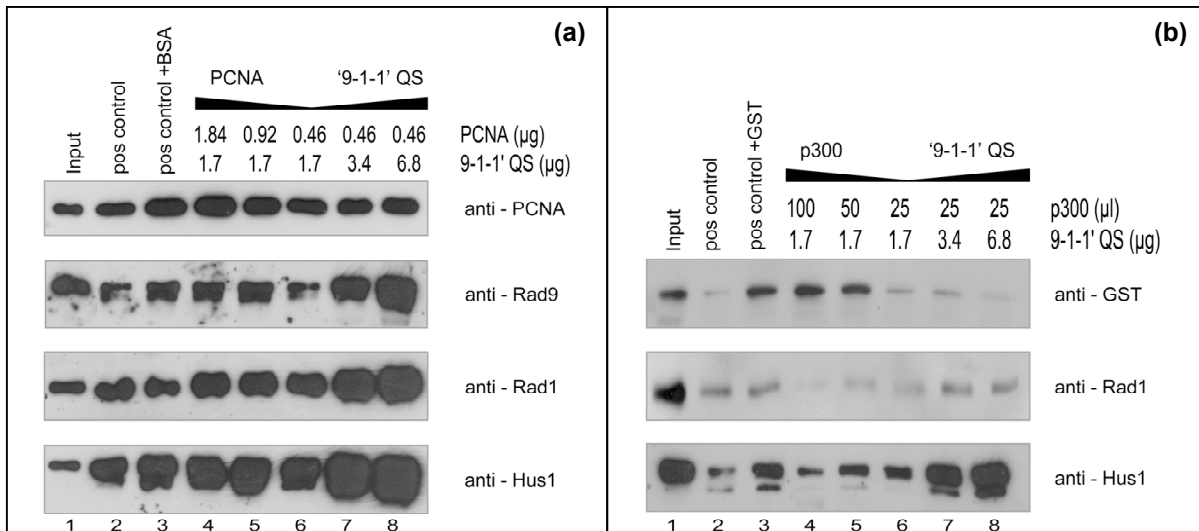 (a)
Input
pos control
pos control +BSA
PCNA '9-1-1' QS
1.84 0.92 0.46 0.46 0.46 PCNA (µg)
1.7 1.7 1.7 3.4 6.8 9-1-1' QS (µg)
anti - PCNA
anti - Rad9
anti - Rad1
anti - Hus1
1 2 3 4 5 6 7 8
(b)
Input
pos control
pos control +GST
p300 '9-1-1' QS
100 50 25 25 25 p300 (µl)
1.7 1.7 1.7 3.4 6.8 9-1-1' QS (µg)
anti - GST
anti - Rad1
anti - Hus1
1 2 3 4 5 6 7 8